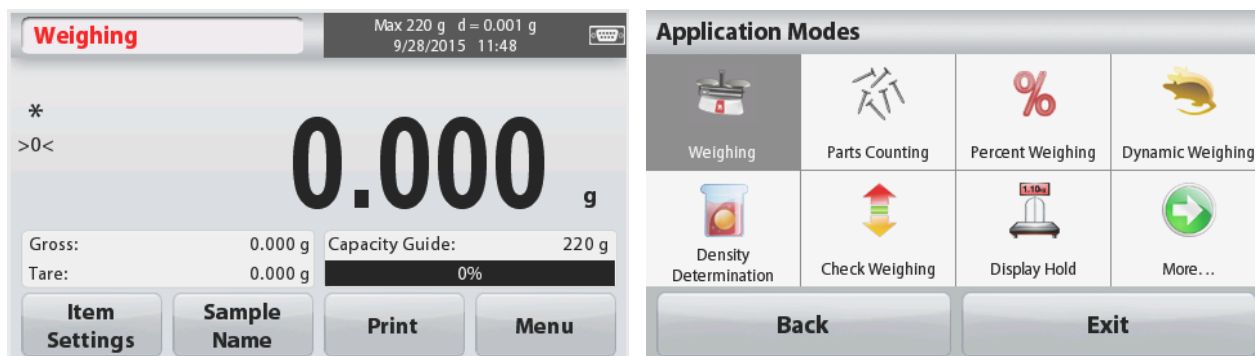 Weighing
Max 220 g d = 0.001 g
9/28/2015 11:48
*
>0<
0.000 g
Gross: 0.000 g
Tare: 0.000 g
Capacity Guide: 220 g
0%
Item
Settings
Sample
Name
Print
Menu
Application Modes
Weighing
Parts Counting
Percent Weighing
Dynamic Weighing
1.10kg
Density
Determination
Check Weighing
Display Hold
More...
Back
Exit